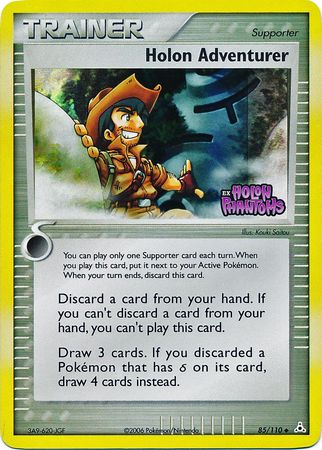 TRAINER
Supporter
Holon Adventurer
EX
HOLON
PHANTOMS
Illus. Kouki Saitou
You can play only one Supporter card each turn. When
you play this card, put it next to your Active Pokémon.
When your turn ends, discard this card.
Discard a card from your hand. If
you can't discard a card from your
hand, you can't play this card.
Draw 3 cards. If you discarded a
Pokémon that has δ on its card,
draw 4 cards instead.
3A9-620-JGF
©2006 Pokémon/Nintendo
85/110 ◆